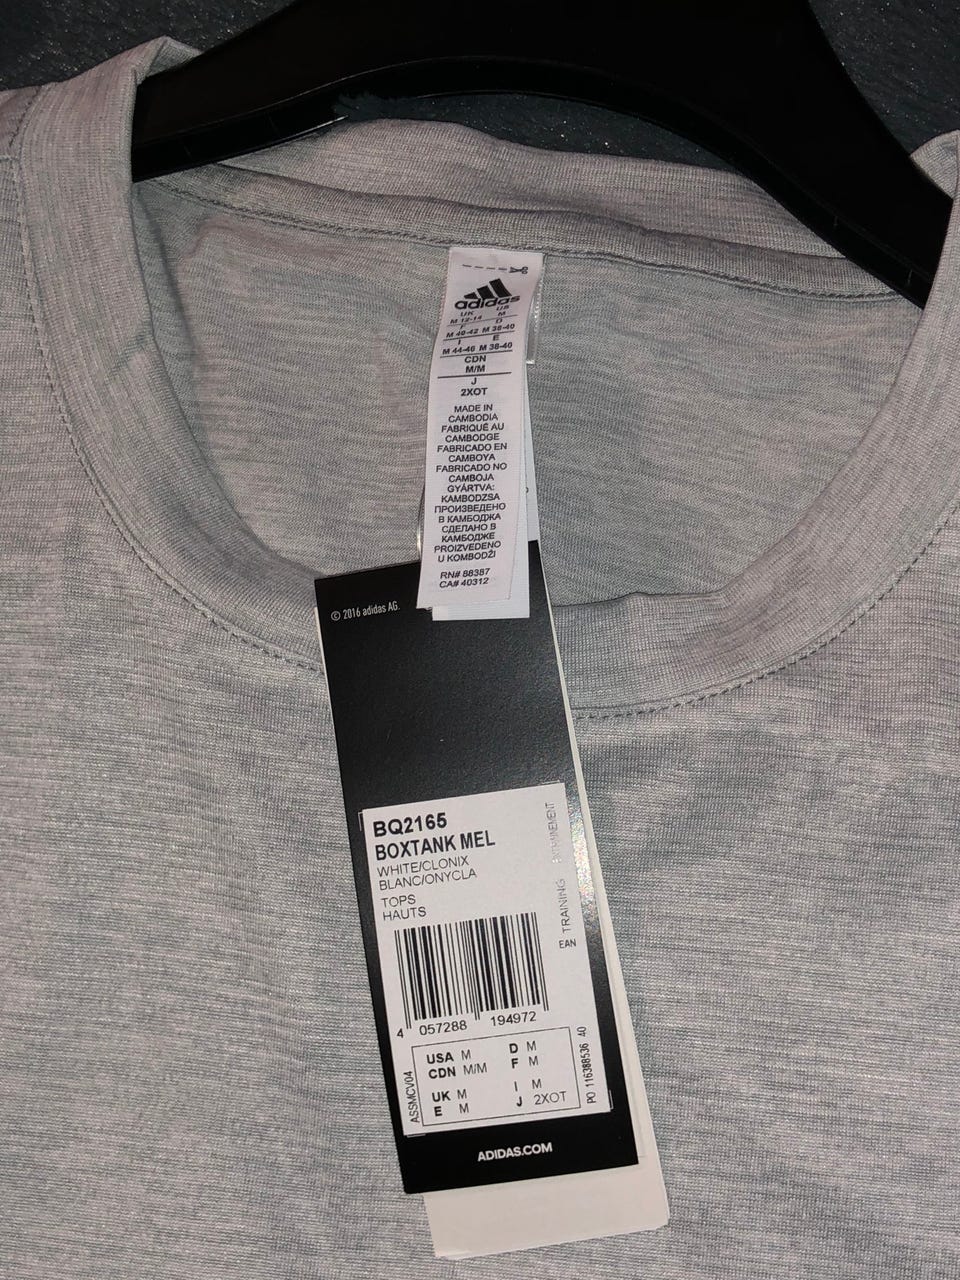 adidas
UK US
M 12-14 M
F D
M 40-42 M 38-40
I E
M 44-46 M 38-40
CDN
M/M
J
2XOT
MADE IN
CAMBODIA
FABRIQUÉ AU
CAMBODGE
FABRICADO EN
CAMBOYA
FABRICADO NO
CAMBOJA
GYÁRTVA:
KAMBODZSA
ПРОИЗВЕДЕНО
В КАМБОДЖА
СДЕЛАНО В
КАМБОДЖЕ
PROIZVEDENO
U KOMBODŽI
RN# 88387
CA# 40312
© 2016 adidas AG.
BQ2165
BOXTANK MEL
WHITE/CLONIX
BLANC/ONYCLA
TOPS
HAUTS
TRAINING ENTRAINEMENT
EAN
4 057288 194972
USA M D M
CDN M/M F M
UK M I M
E M J 2XOT
ASSMCV04
PO 116388536 40
ADIDAS.COM